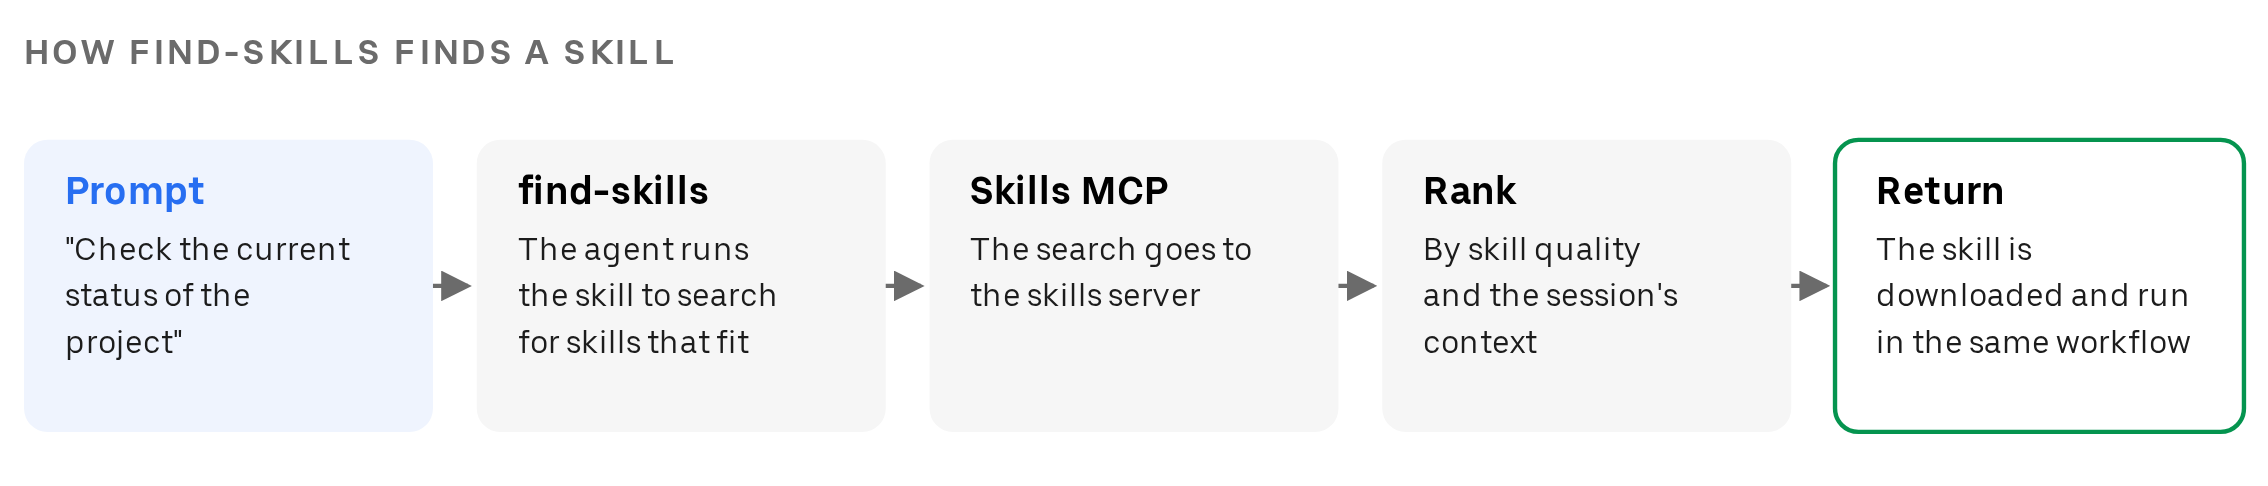 HOW FIND-SKILLS FINDS A SKILL
Prompt
"Check the current
status of the
project"
find-skills
The agent runs
the skill to search
for skills that fit
Skills MCP
The search goes to
the skills server
Rank
By skill quality
and the session's
context
Return
The skill is
downloaded and run
in the same workflow